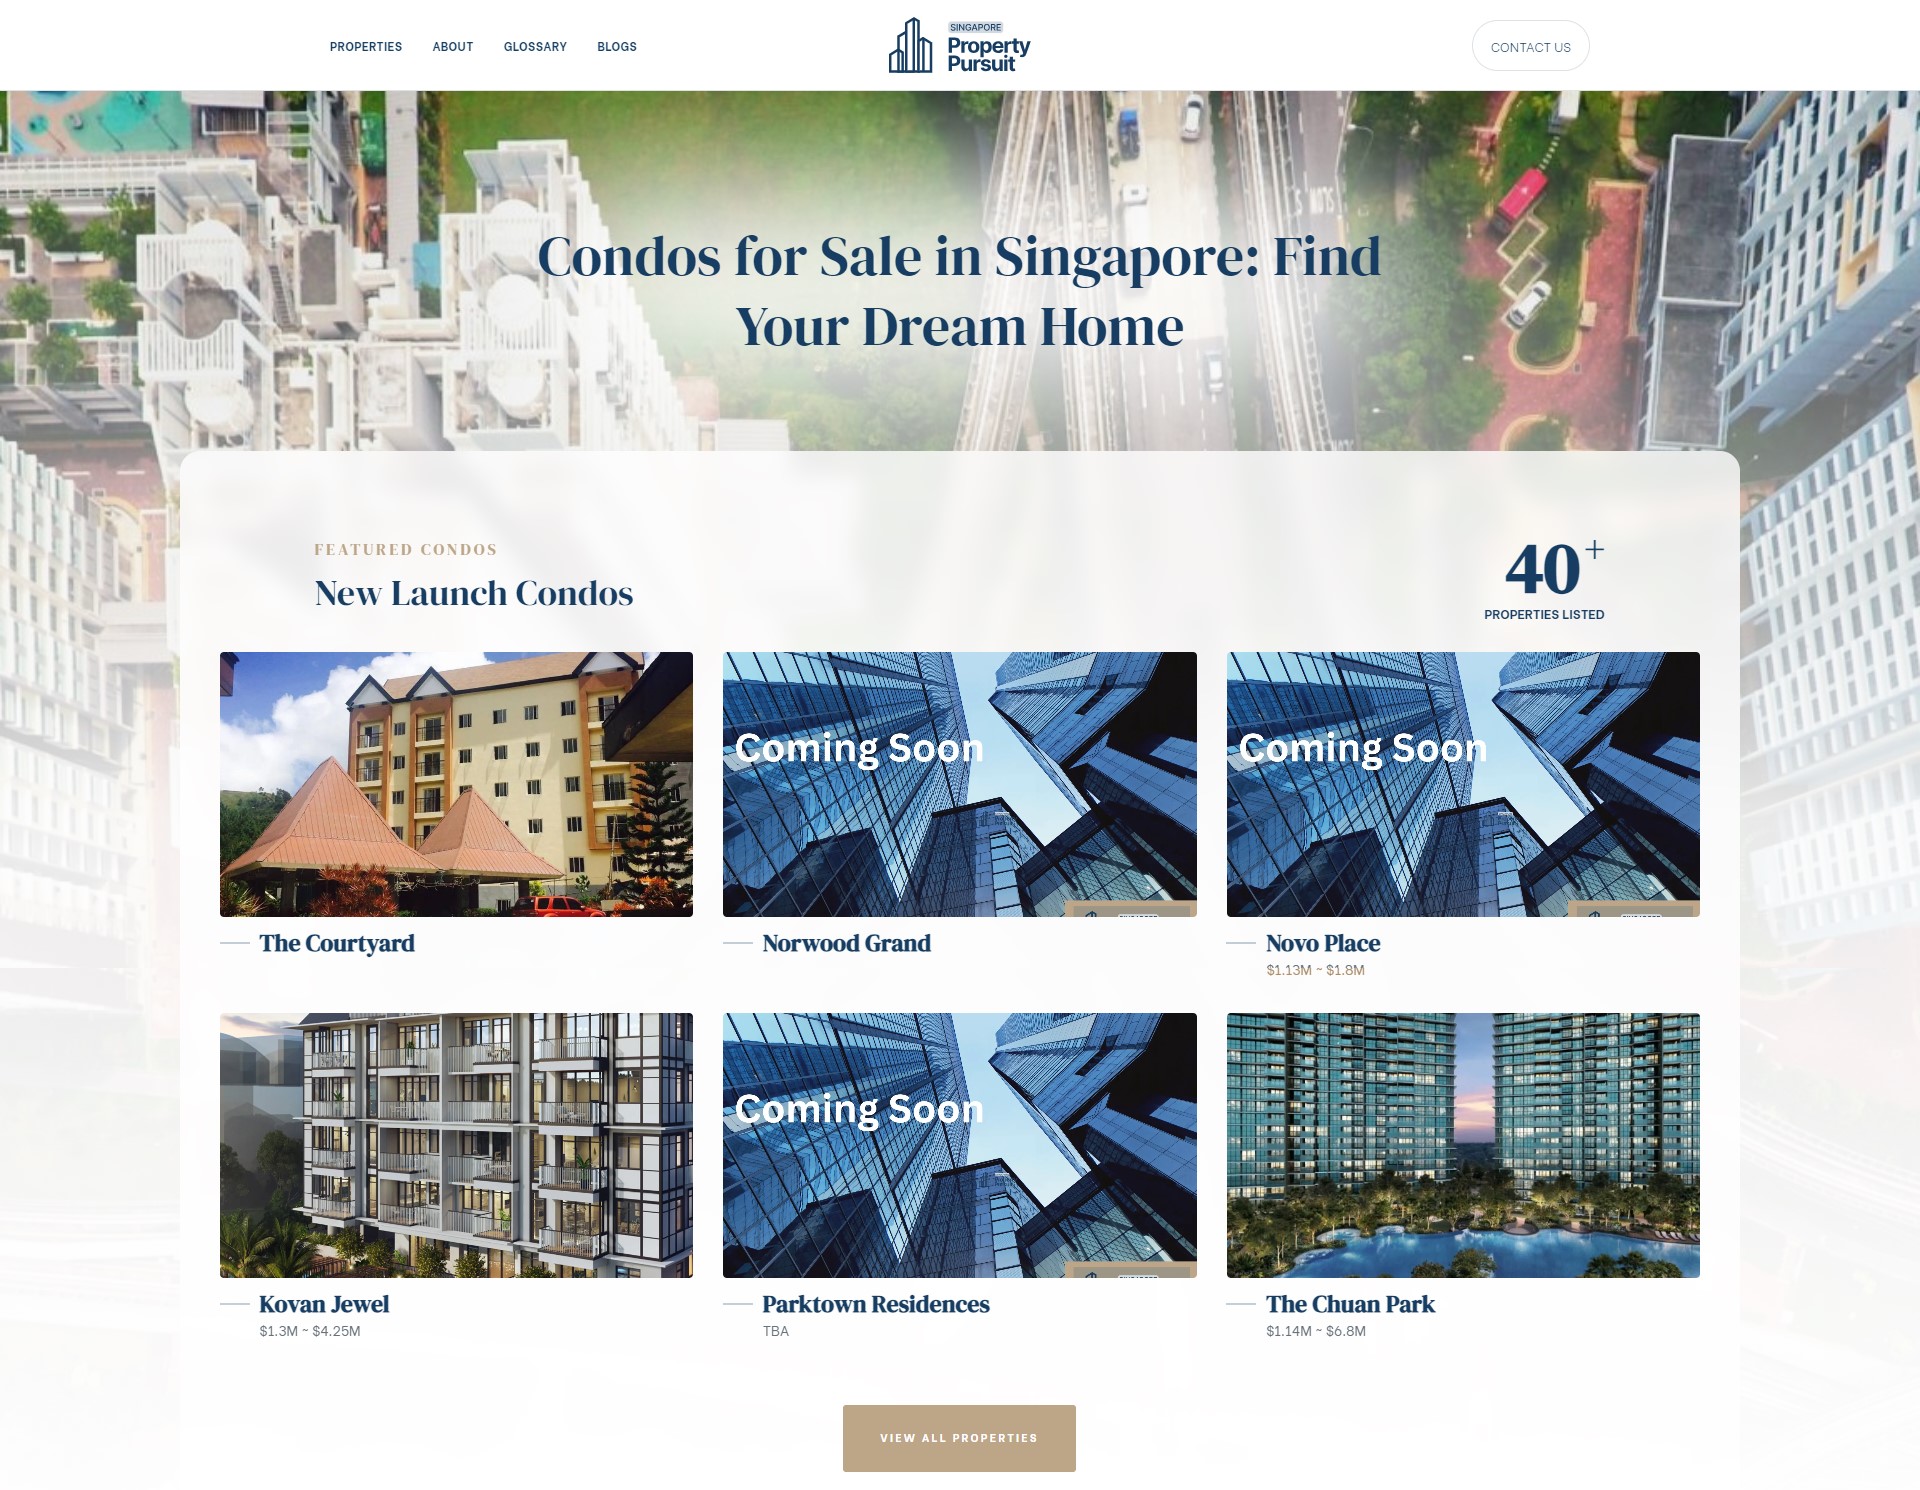 PROPERTIES
ABOUT
GLOSSARY
BLOGS
SINGAPORE
Property
Pursuit
CONTACT US
Condos for Sale in Singapore: Find
Your Dream Home
FEATURED CONDOS
New Launch Condos
40+
PROPERTIES LISTED
Coming Soon
Coming Soon
The Courtyard
Norwood Grand
Novo Place
$1.13M ~ $1.8M
Coming Soon
Kovan Jewel
$1.3M ~ $4.25M
Parktown Residences
TBA
The Chuan Park
$1.14M ~ $6.8M
VIEW ALL PROPERTIES